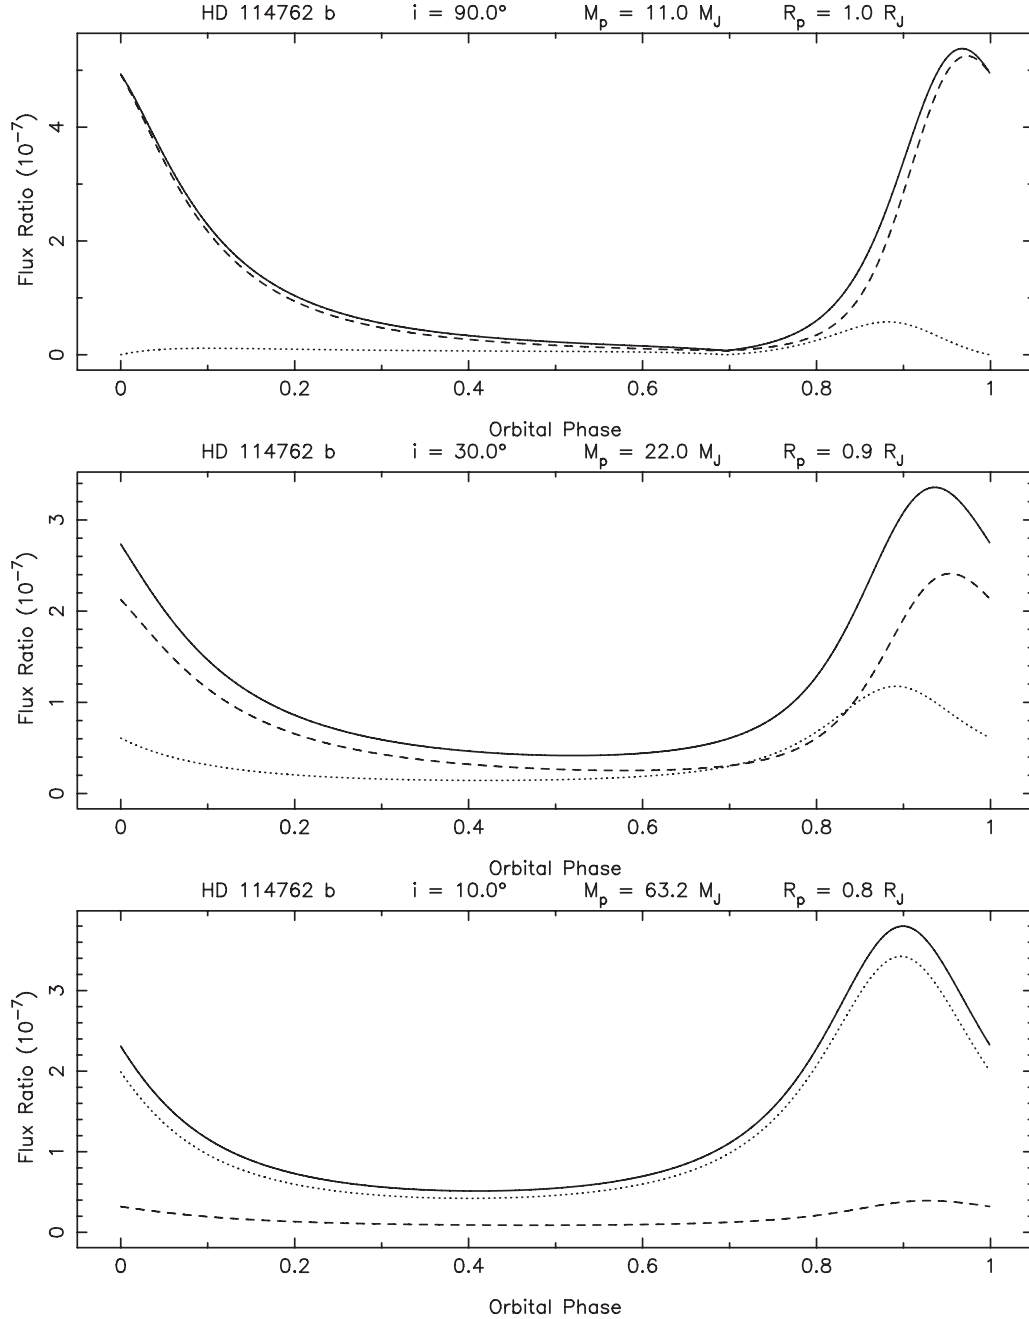 HD 114762 b i = 90.0° M_p = 11.0 M_J R_p = 1.0 R_J
Flux Ratio (10^-7)
4
2
0
0 0.2 0.4 0.6 0.8 1
Orbital Phase
HD 114762 b i = 30.0° M_p = 22.0 M_J R_p = 0.9 R_J
Flux Ratio (10^-7)
3
2
1
0
0 0.2 0.4 0.6 0.8 1
Orbital Phase
HD 114762 b i = 10.0° M_p = 63.2 M_J R_p = 0.8 R_J
Flux Ratio (10^-7)
3
2
1
0
0 0.2 0.4 0.6 0.8 1
Orbital Phase